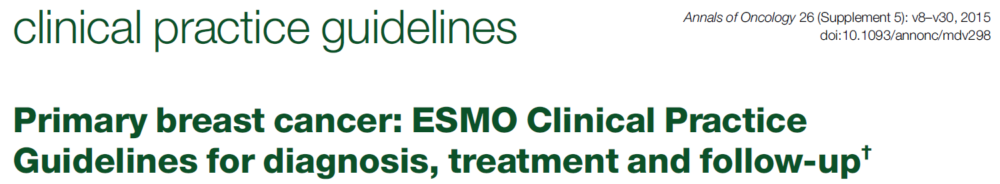 clinical practice guidelines
Annals of Oncology 26 (Supplement 5): v8–v30, 2015
doi:10.1093/annonc/mdv298
Primary breast cancer: ESMO Clinical Practice
Guidelines for diagnosis, treatment and follow-up†